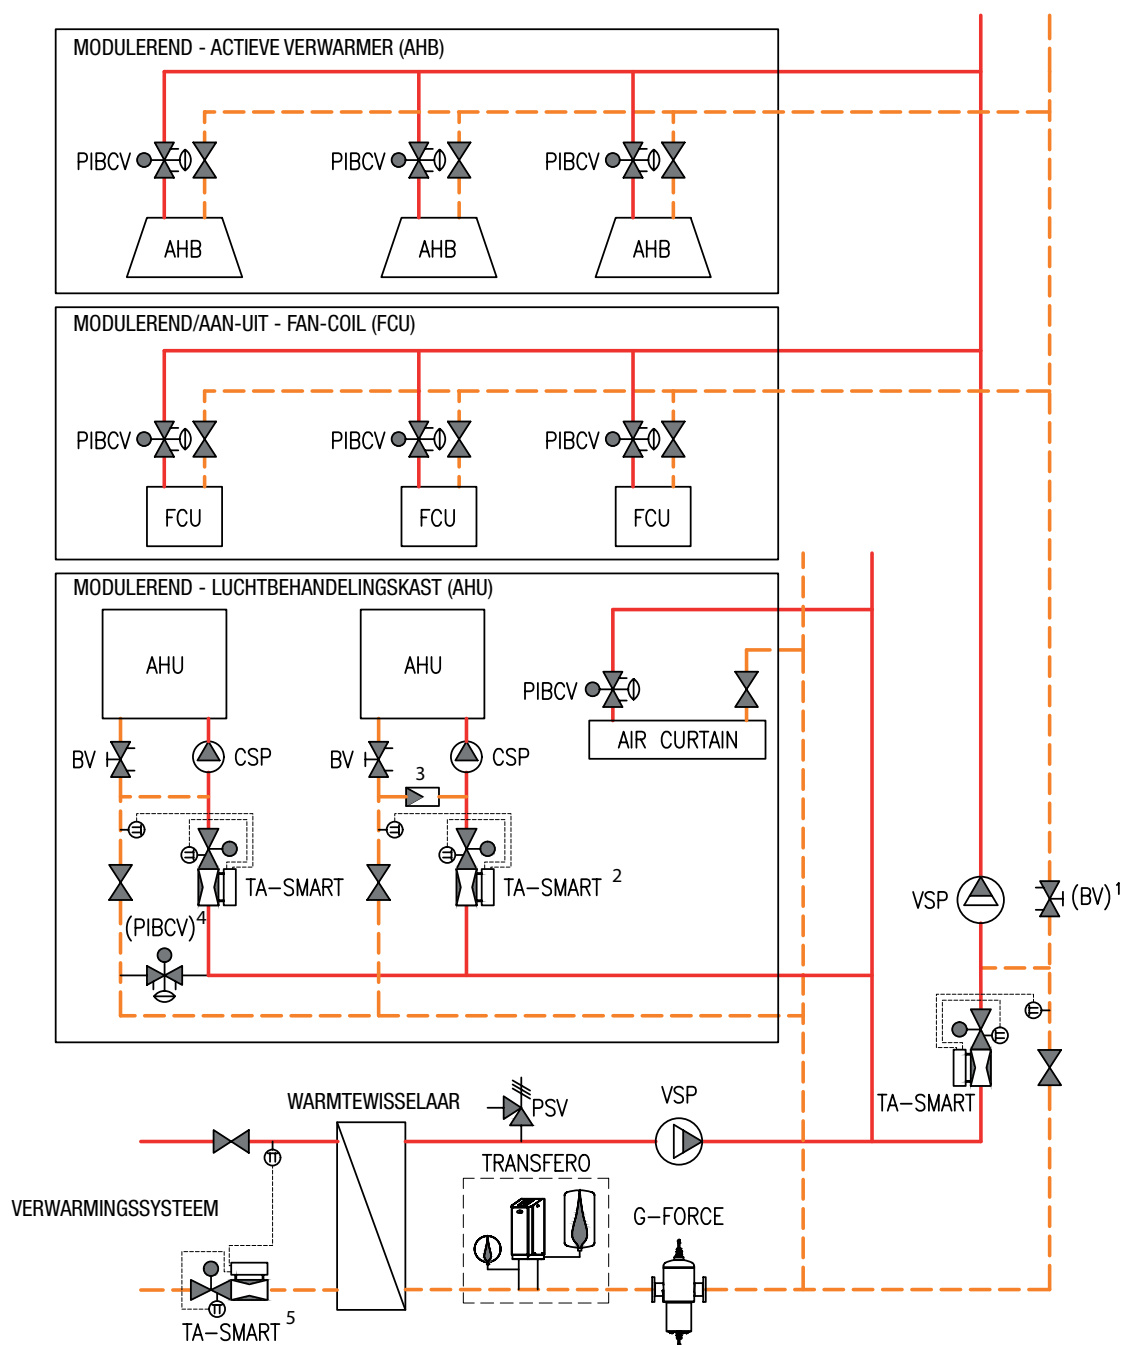 MODULEREND - ACTIEVE VERWARMER (AHB)
PIBCV PIBCV PIBCV
AHB AHB AHB
MODULEREND/AAN-UIT - FAN-COIL (FCU)
PIBCV PIBCV PIBCV
FCU FCU FCU
MODULEREND - LUCHTBEHANDELINGSKAST (AHU)
AHU AHU
PIBCV
AIR CURTAIN
BV CSP BV CSP
3
TA-SMART TA-SMART 2
(PIBCV) 4
VSP (BV) 1
TA-SMART
WARMTEWISSELAAR
PSV
VSP
TRANSFERO
G-FORCE
VERWARMINGSSYSTEEM
TA-SMART 5